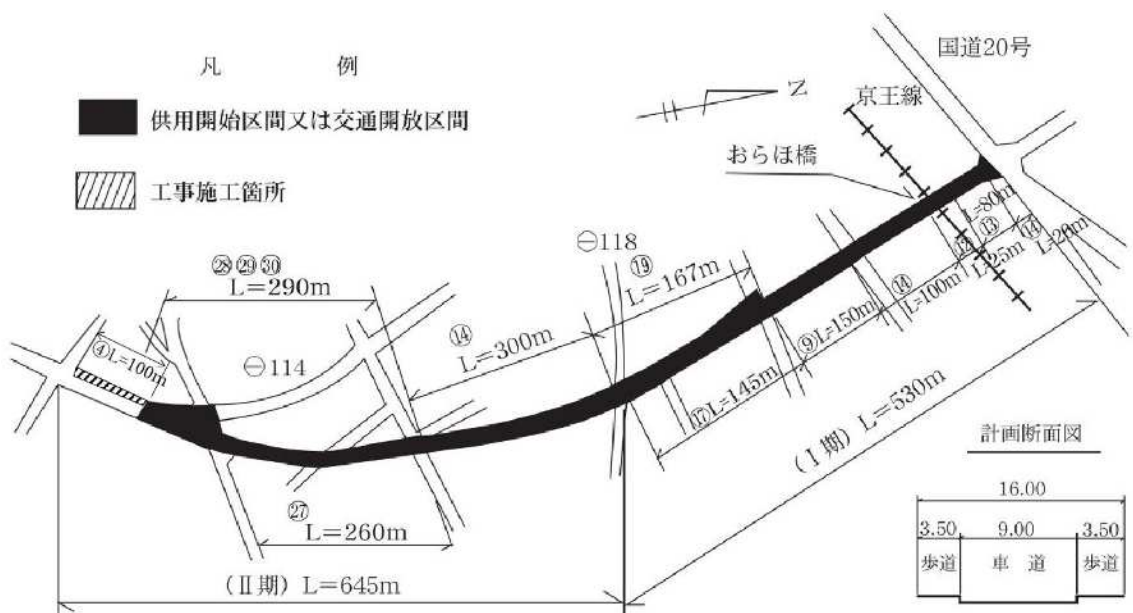 凡 例
供用開始区間又は交通開放区間
工事施工箇所
N
国道20号
京王線
おらほ橋
㉘㉙㉚
L=290m
④L=100m
⊖114
⑭
L=300m
⊖118
⑲
L=167m
㉗
L=260m
⑰L=145m
⑨L=150m
⑭
L=100m
⑫
L=25m
⑬
L=80m
⑭
L=20m
(Ⅰ期) L=530m
(Ⅱ期) L=645m
計画断面図
16.00
3.50 9.00 3.50
歩道 車 道 歩道